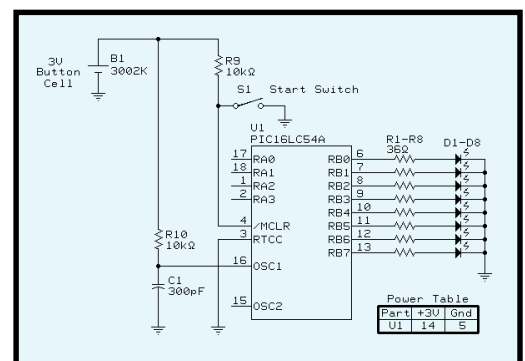 3V
Button
Cell
B1
3002K
R9
10kΩ
S1 Start Switch
U1
PIC16LC54A
R1-R8
36Ω
D1-D8
17 RA0
18 RA1
1 RA2
2 RA3
4 /MCLR
3 RTCC
16 OSC1
15 OSC2
RB0 6
RB1 7
RB2 8
RB3 9
RB4 10
RB5 11
RB6 12
RB7 13
R10
10kΩ
C1
300pF
Power Table
Part +3V Gnd
U1 14 5